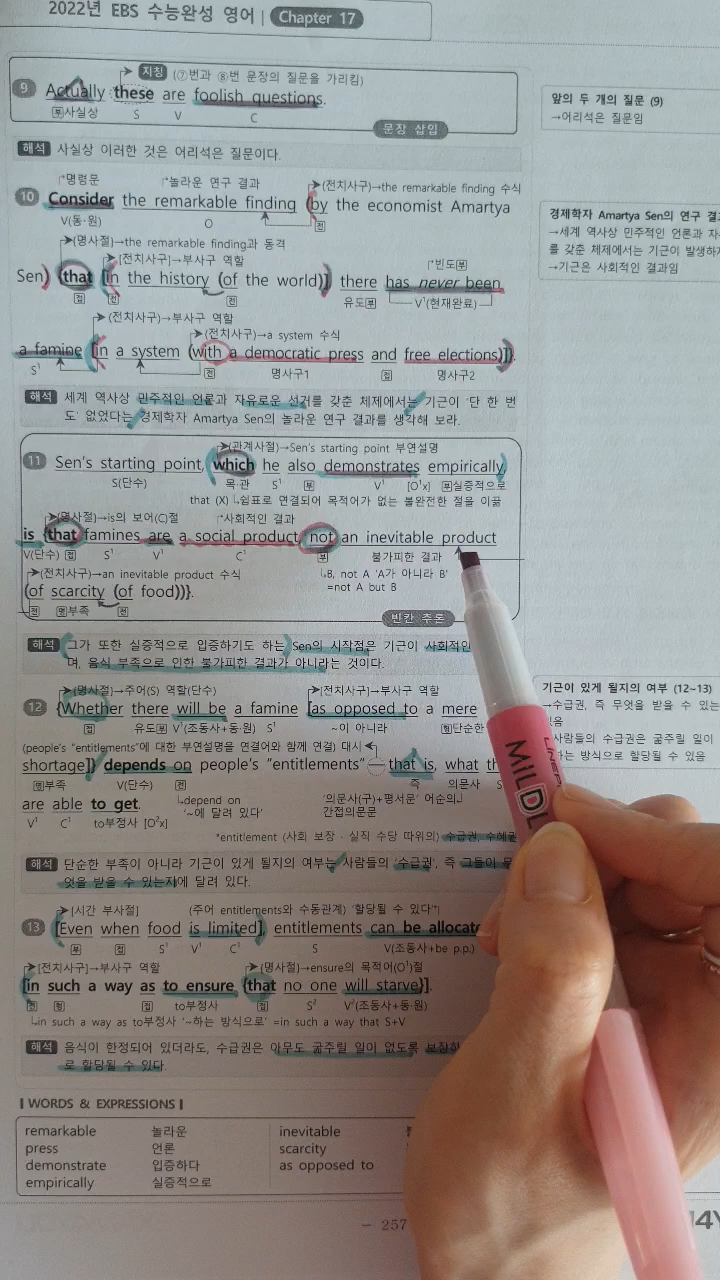 2022년 EBS 수능완성 영어 | Chapter 17
지칭 (⑦번과 ⑧번 문장의 질문을 가리킴)
9 Actually these are foolish questions.
부사실상 S V C
문장 삽입
해석 사실상 이러한 것은 어리석은 질문이다.
앞의 두 개의 질문 (9)
→어리석은 질문임
명령문 놀라운 연구 결과 (전치사구)→the remarkable finding 수식
10 Consider the remarkable finding (by the economist Amartya
V(동·원) O 전
(명사절)→the remarkable finding과 동격
[전치사구]→부사구 역할 빈도부
Sen) {that [in the history (of the world)] there has never been
접 전 전 유도부 V¹(현재완료)
(전치사구)→부사구 역할
(전치사구)→a system 수식
a famine [in a system (with a democratic press and free elections)]}.
S¹ 전 명사구1 접 명사구2
해석 세계 역사상 민주적인 언론과 자유로운 선거를 갖춘 체제에서는 기근이 '단 한 번
도' 없었다는 경제학자 Amartya Sen의 놀라운 연구 결과를 생각해 보라.
경제학자 Amartya Sen의 연구 결
→세계 역사상 민주적인 언론과 자
를 갖춘 체제에서는 기근이 발생하
→기근은 사회적인 결과임
(관계사절)→Sen's starting point 부연설명
11 Sen's starting point, (which he also demonstrates empirically,
S(단수) 목·관 S¹ 부 V¹ [O¹x] 부실증적으로
that (X) 쉼표로 연결되어 목적어가 없는 불완전한 절을 이끎
(명사절)→is의 보어(C)절 사회적인 결과
is {that famines are a social product, not an inevitable product
V(단수) 접 S¹ V¹ C¹ 부 불가피한 결과
(전치사구)→an inevitable product 수식 B, not A 'A가 아니라 B'
=not A but B
(of scarcity (of food))}.
전 명부족 전
빈칸 추론
해석 그가 또한 실증적으로 입증하기도 하는 Sen의 시작점은 기근이 사회적인
며, 음식 부족으로 인한 불가피한 결과가 아니라는 것이다.
(명사절)→주어(S) 역할(단수) [전치사구]→부사구 역할
12 {Whether there will be a famine [as opposed to a mere
접 유도부 V¹(조동사+동·원) S¹ ~이 아니라 형단순한
(people's "entitlements"에 대한 부연설명을 연결어와 함께 연결) 대시
shortage]} depends on people's "entitlements" — that is, what th
명부족 V(단수) 전 즉 의문사 S
are able to get.
depend on '의문사(구)+평서문' 어순의
V¹ C¹ to부정사 [O²x] '~에 달려 있다' 간접의문문
*entitlement (사회 보장·실직 수당 따위의) 수급권, 수혜권
해석 단순한 부족이 아니라 기근이 있게 될지의 여부는 사람들의 '수급권', 즉 그들이 무
엇을 받을 수 있는지에 달려 있다.
기근이 있게 될지의 여부 (12~13)
→수급권, 즉 무엇을 받을 수 있는
있음
사람들의 수급권은 굶주릴 일이
하는 방식으로 할당될 수 있음
[시간 부사절] (주어 entitlements와 수동관계) '할당될 수 있다'
13 [Even when food is limited], entitlements can be allocat
부 접 S¹ V¹ C¹ S V(조동사+be p.p.)
[전치사구]→부사구 역할 (명사절)→ensure의 목적어(O¹)절
[in such a way as to ensure {that no one will starve}].
전 형 접 to부정사 접 S² V²(조동사+동·원)
in such a way as to부정사 '~하는 방식으로' =in such a way that S+V
해석 음식이 한정되어 있더라도, 수급권은 아무도 굶주릴 일이 없도록 보장하
로 할당될 수 있다.
WORDS & EXPRESSIONS
remarkable 놀라운 inevitable
press 언론 scarcity
demonstrate 입증하다 as opposed to
empirically 실증적으로
- 257
MILDL